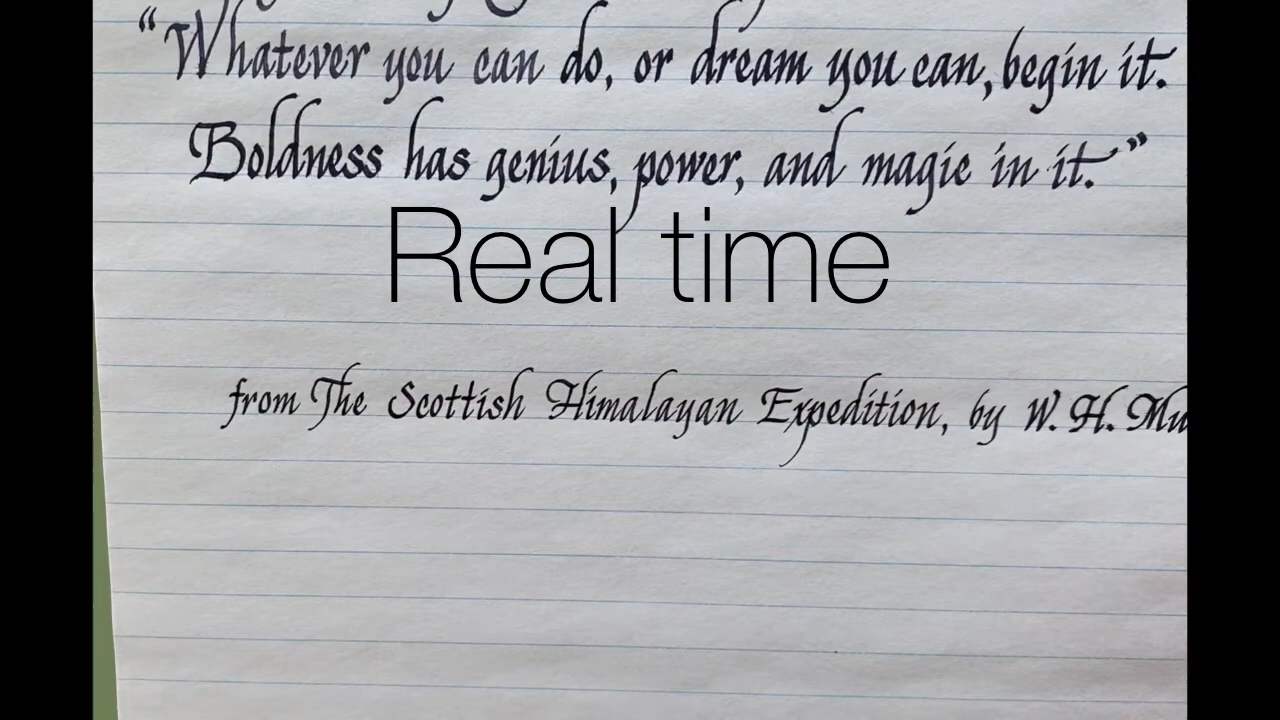 “Whatever you can do, or dream you can, begin it.
Boldness has genius, power, and magic in it.”
Real time
from The Scottish Himalayan Expedition, by W. H. Mu